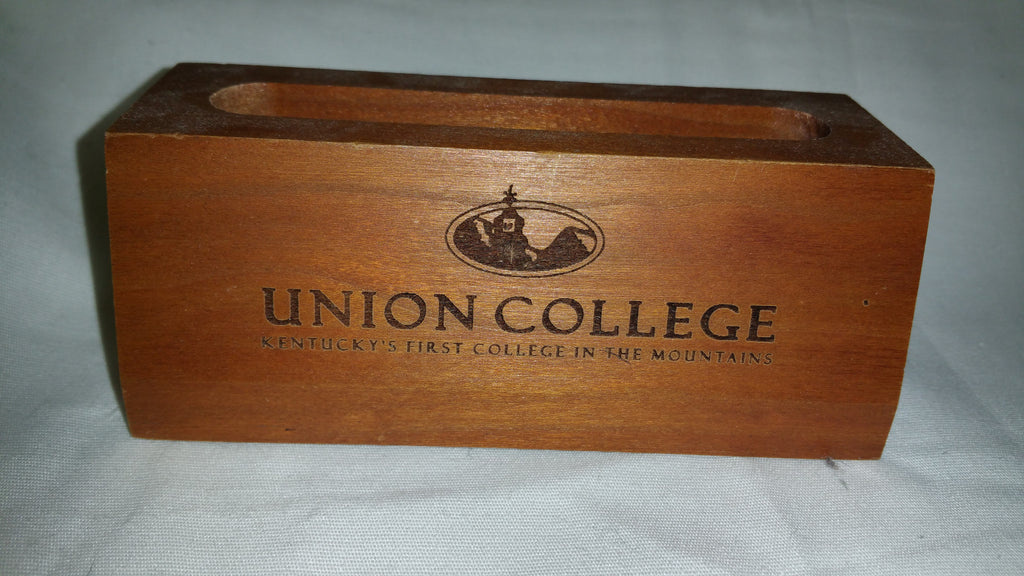 UNION COLLEGE
KENTUCKY'S FIRST COLLEGE IN THE MOUNTAINS